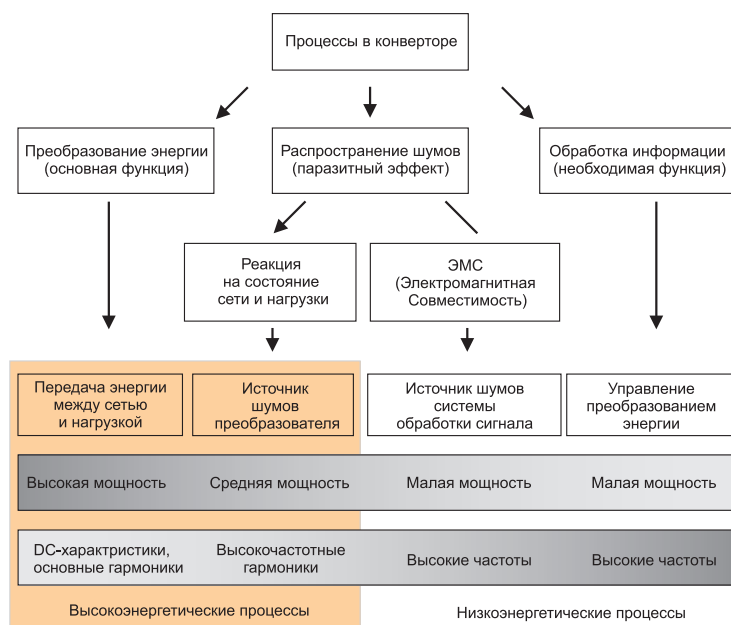 Процессы в конверторе
Преобразование энергии
(основная функция)
Распространение шумов
(паразитный эффект)
Обработка информации
(необходимая функция)
Реакция
на состояние
сети и нагрузки
ЭМС
(Электромагнитная
Совместимость)
Передача энергии
между сетью
и нагрузкой
Источник
шумов
преобразователя
Источник шумов
системы
обработки сигнала
Управление
преобразованием
энергии
Высокая мощность
Средняя мощность
Малая мощность
Малая мощность
DC-характристики,
основные гармоники
Высокочастотные
гармоники
Высокие частоты
Высокие частоты
Высокоэнергетические процессы
Низкоэнергетические процессы